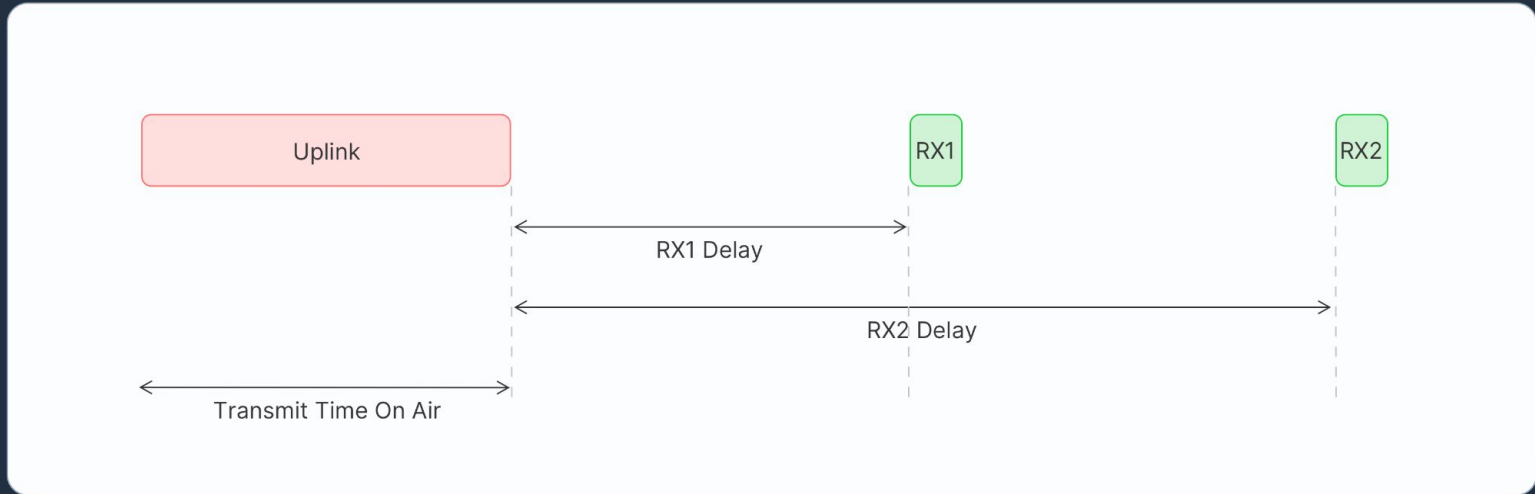 Uplink
RX1
RX2
RX1 Delay
RX2 Delay
Transmit Time On Air